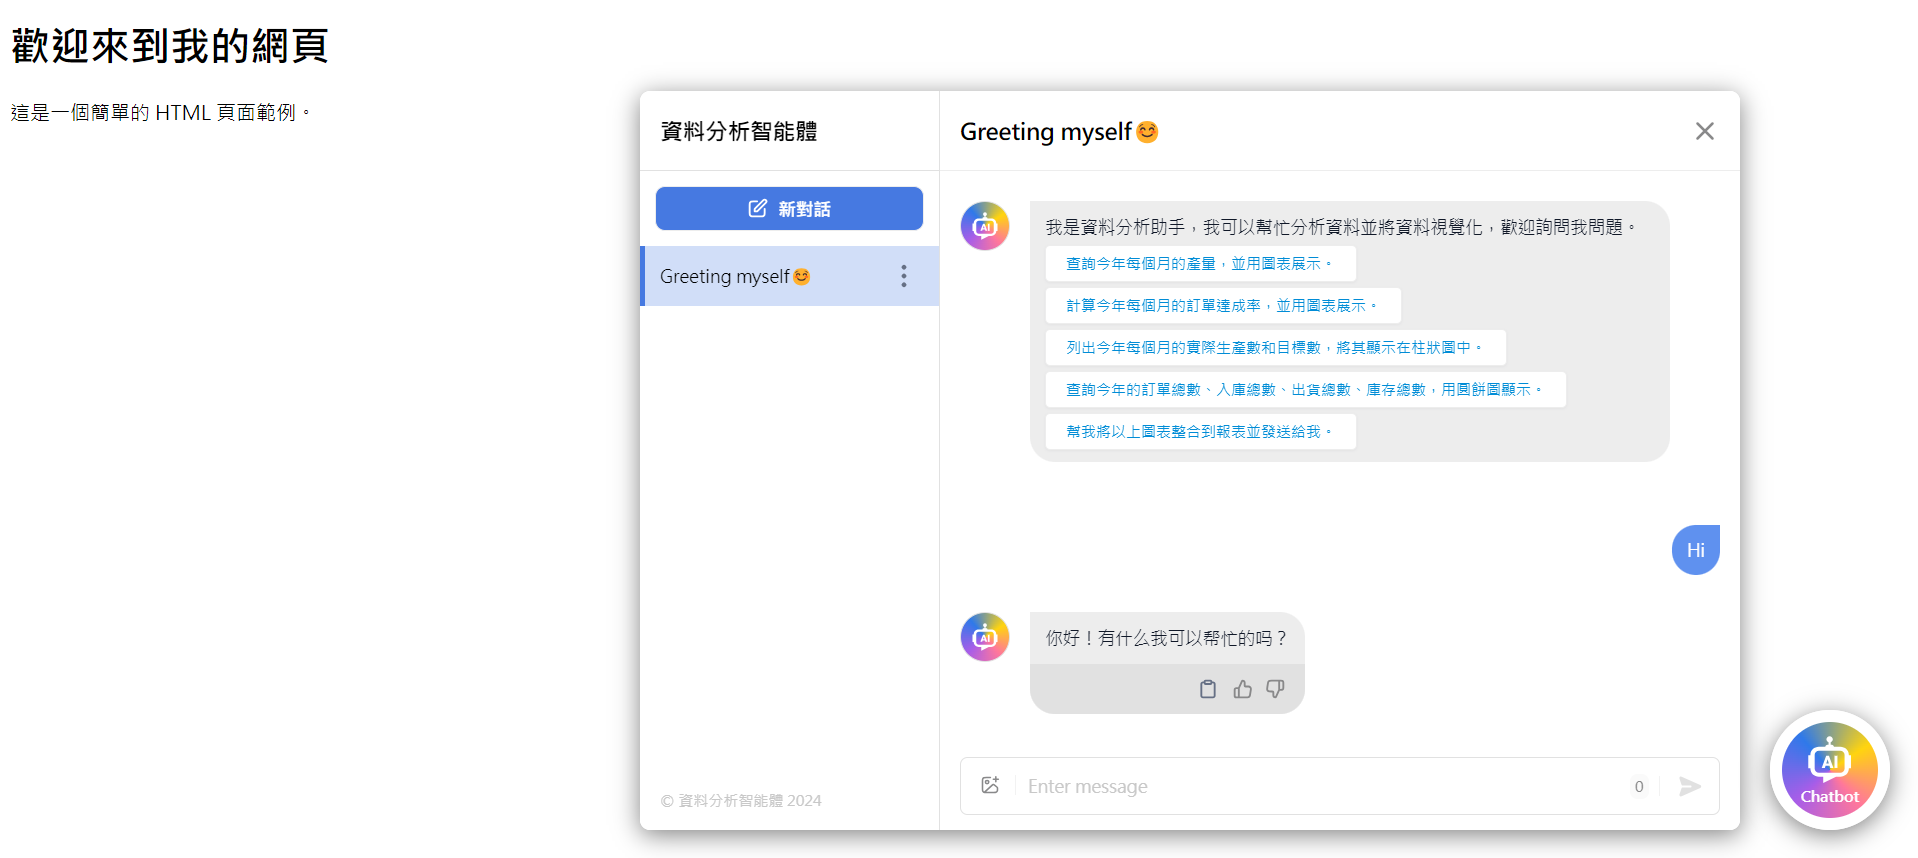 歡迎來到我的網頁
這是一個簡單的 HTML 頁面範例。
資料分析智能體
新對話
Greeting myself😊
© 資料分析智能體 2024
Greeting myself😊
我是資料分析助手，我可以幫忙分析資料並將資料視覺化，歡迎詢問我問題。
查詢今年每個月的產量，並用圖表展示。
計算今年每個月的訂單達成率，並用圖表展示。
列出今年每個月的實際生產數和目標數，將其顯示在柱狀圖中。
查詢今年的訂單總數、入庫總數、出貨總數、庫存總數，用圓餅圖顯示。
幫我將以上圖表整合到報表並發送給我。
Hi
你好！有什么我可以帮忙的吗？
Enter message
0
AI
Chatbot